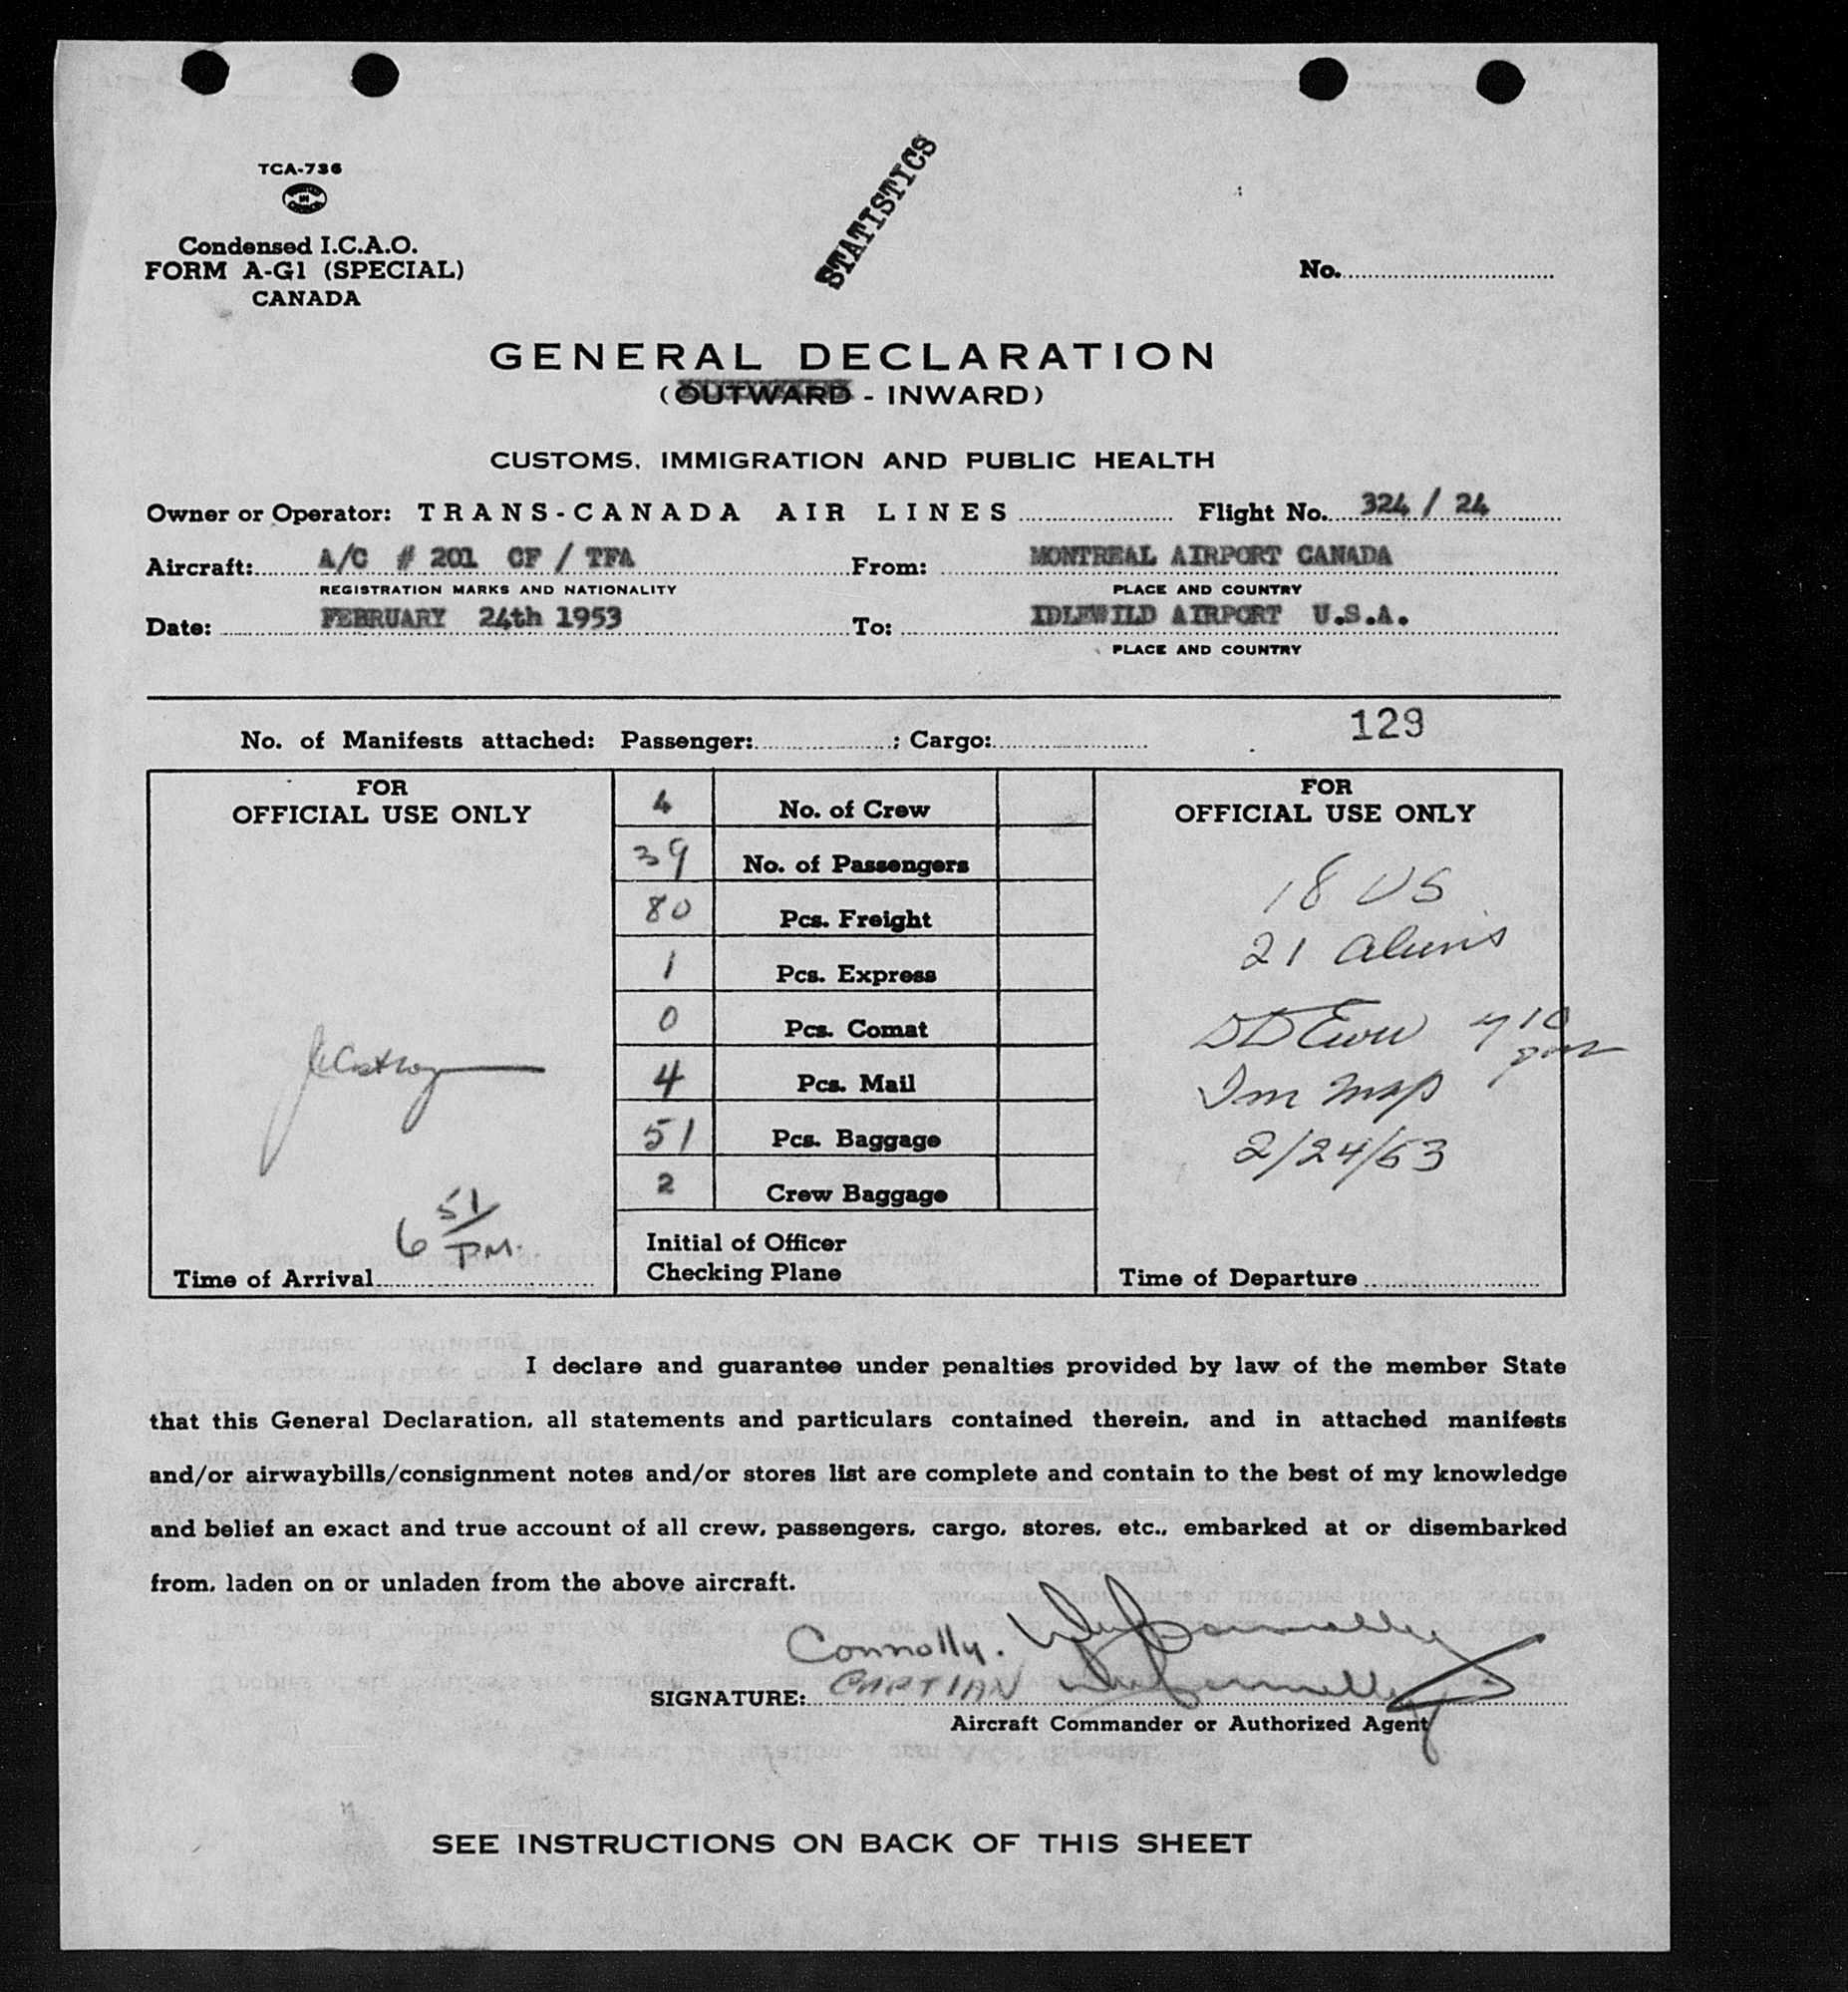 TCA-736
Condensed I.C.A.O.
FORM A-G1 (SPECIAL)
CANADA
STATISTICS
No.
GENERAL DECLARATION
(OUTWARD - INWARD)
CUSTOMS, IMMIGRATION AND PUBLIC HEALTH
Owner or Operator: TRANS-CANADA AIR LINES Flight No. 324 / 24
Aircraft: A/C # 201 CF / TFA From: MONTREAL AIRPORT CANADA
REGISTRATION MARKS AND NATIONALITY PLACE AND COUNTRY
Date: FEBRUARY 24th 1953 To: IDLEWILD AIRPORT U.S.A.
PLACE AND COUNTRY
129
No. of Manifests attached: Passenger: ; Cargo:
FOR
OFFICIAL USE ONLY
6 51/PM.
Time of Arrival
4 No. of Crew
39 No. of Passengers
80 Pcs. Freight
1 Pcs. Express
0 Pcs. Comat
4 Pcs. Mail
51 Pcs. Baggage
2 Crew Baggage
Initial of Officer
Checking Plane
FOR
OFFICIAL USE ONLY
18 US
21 aliens
710 pm
Im Insp
2/24/53
Time of Departure
I declare and guarantee under penalties provided by law of the member State
that this General Declaration, all statements and particulars contained therein, and in attached manifests
and/or airwaybills/consignment notes and/or stores list are complete and contain to the best of my knowledge
and belief an exact and true account of all crew, passengers, cargo, stores, etc., embarked at or disembarked
from, laden on or unladen from the above aircraft.
Connolly.
SIGNATURE:
Aircraft Commander or Authorized Agent
SEE INSTRUCTIONS ON BACK OF THIS SHEET